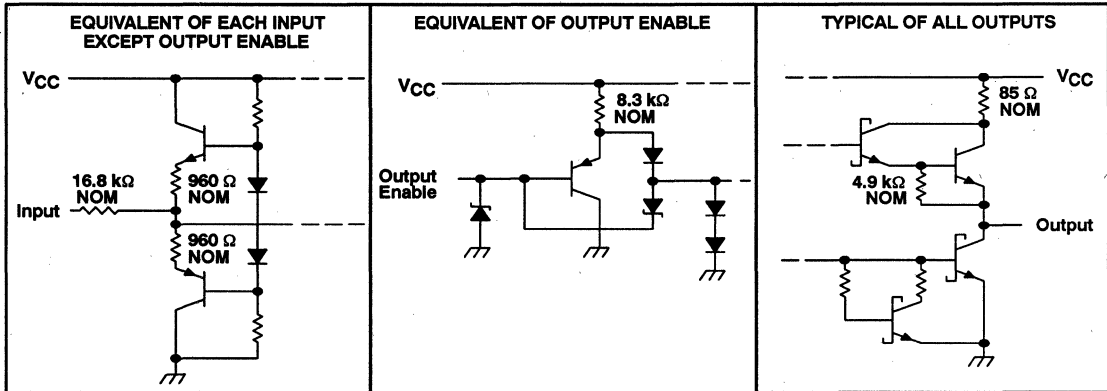 EQUIVALENT OF EACH INPUT
EXCEPT OUTPUT ENABLE
VCC
16.8 kΩ
NOM
960 Ω
NOM
Input
960 Ω
NOM
EQUIVALENT OF OUTPUT ENABLE
VCC
8.3 kΩ
NOM
Output
Enable
TYPICAL OF ALL OUTPUTS
VCC
85 Ω
NOM
4.9 kΩ
NOM
Output